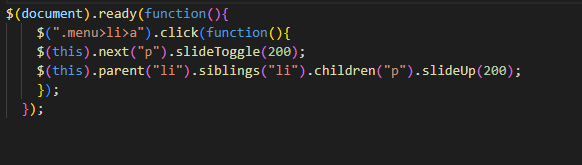 $(document).ready(function(){
$(".menu>li>a").click(function(){
$(this).next("p").slideToggle(200);
$(this).parent("li").siblings("li").children("p").slideUp(200);
});
});